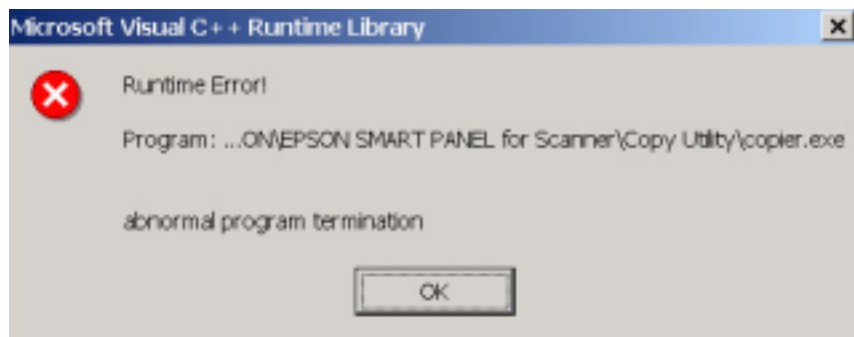 Microsoft Visual C++ Runtime Library
Runtime Error!
Program: ...ON\EPSON SMART PANEL for Scanner\Copy Utility\copier.exe
abnormal program termination
OK